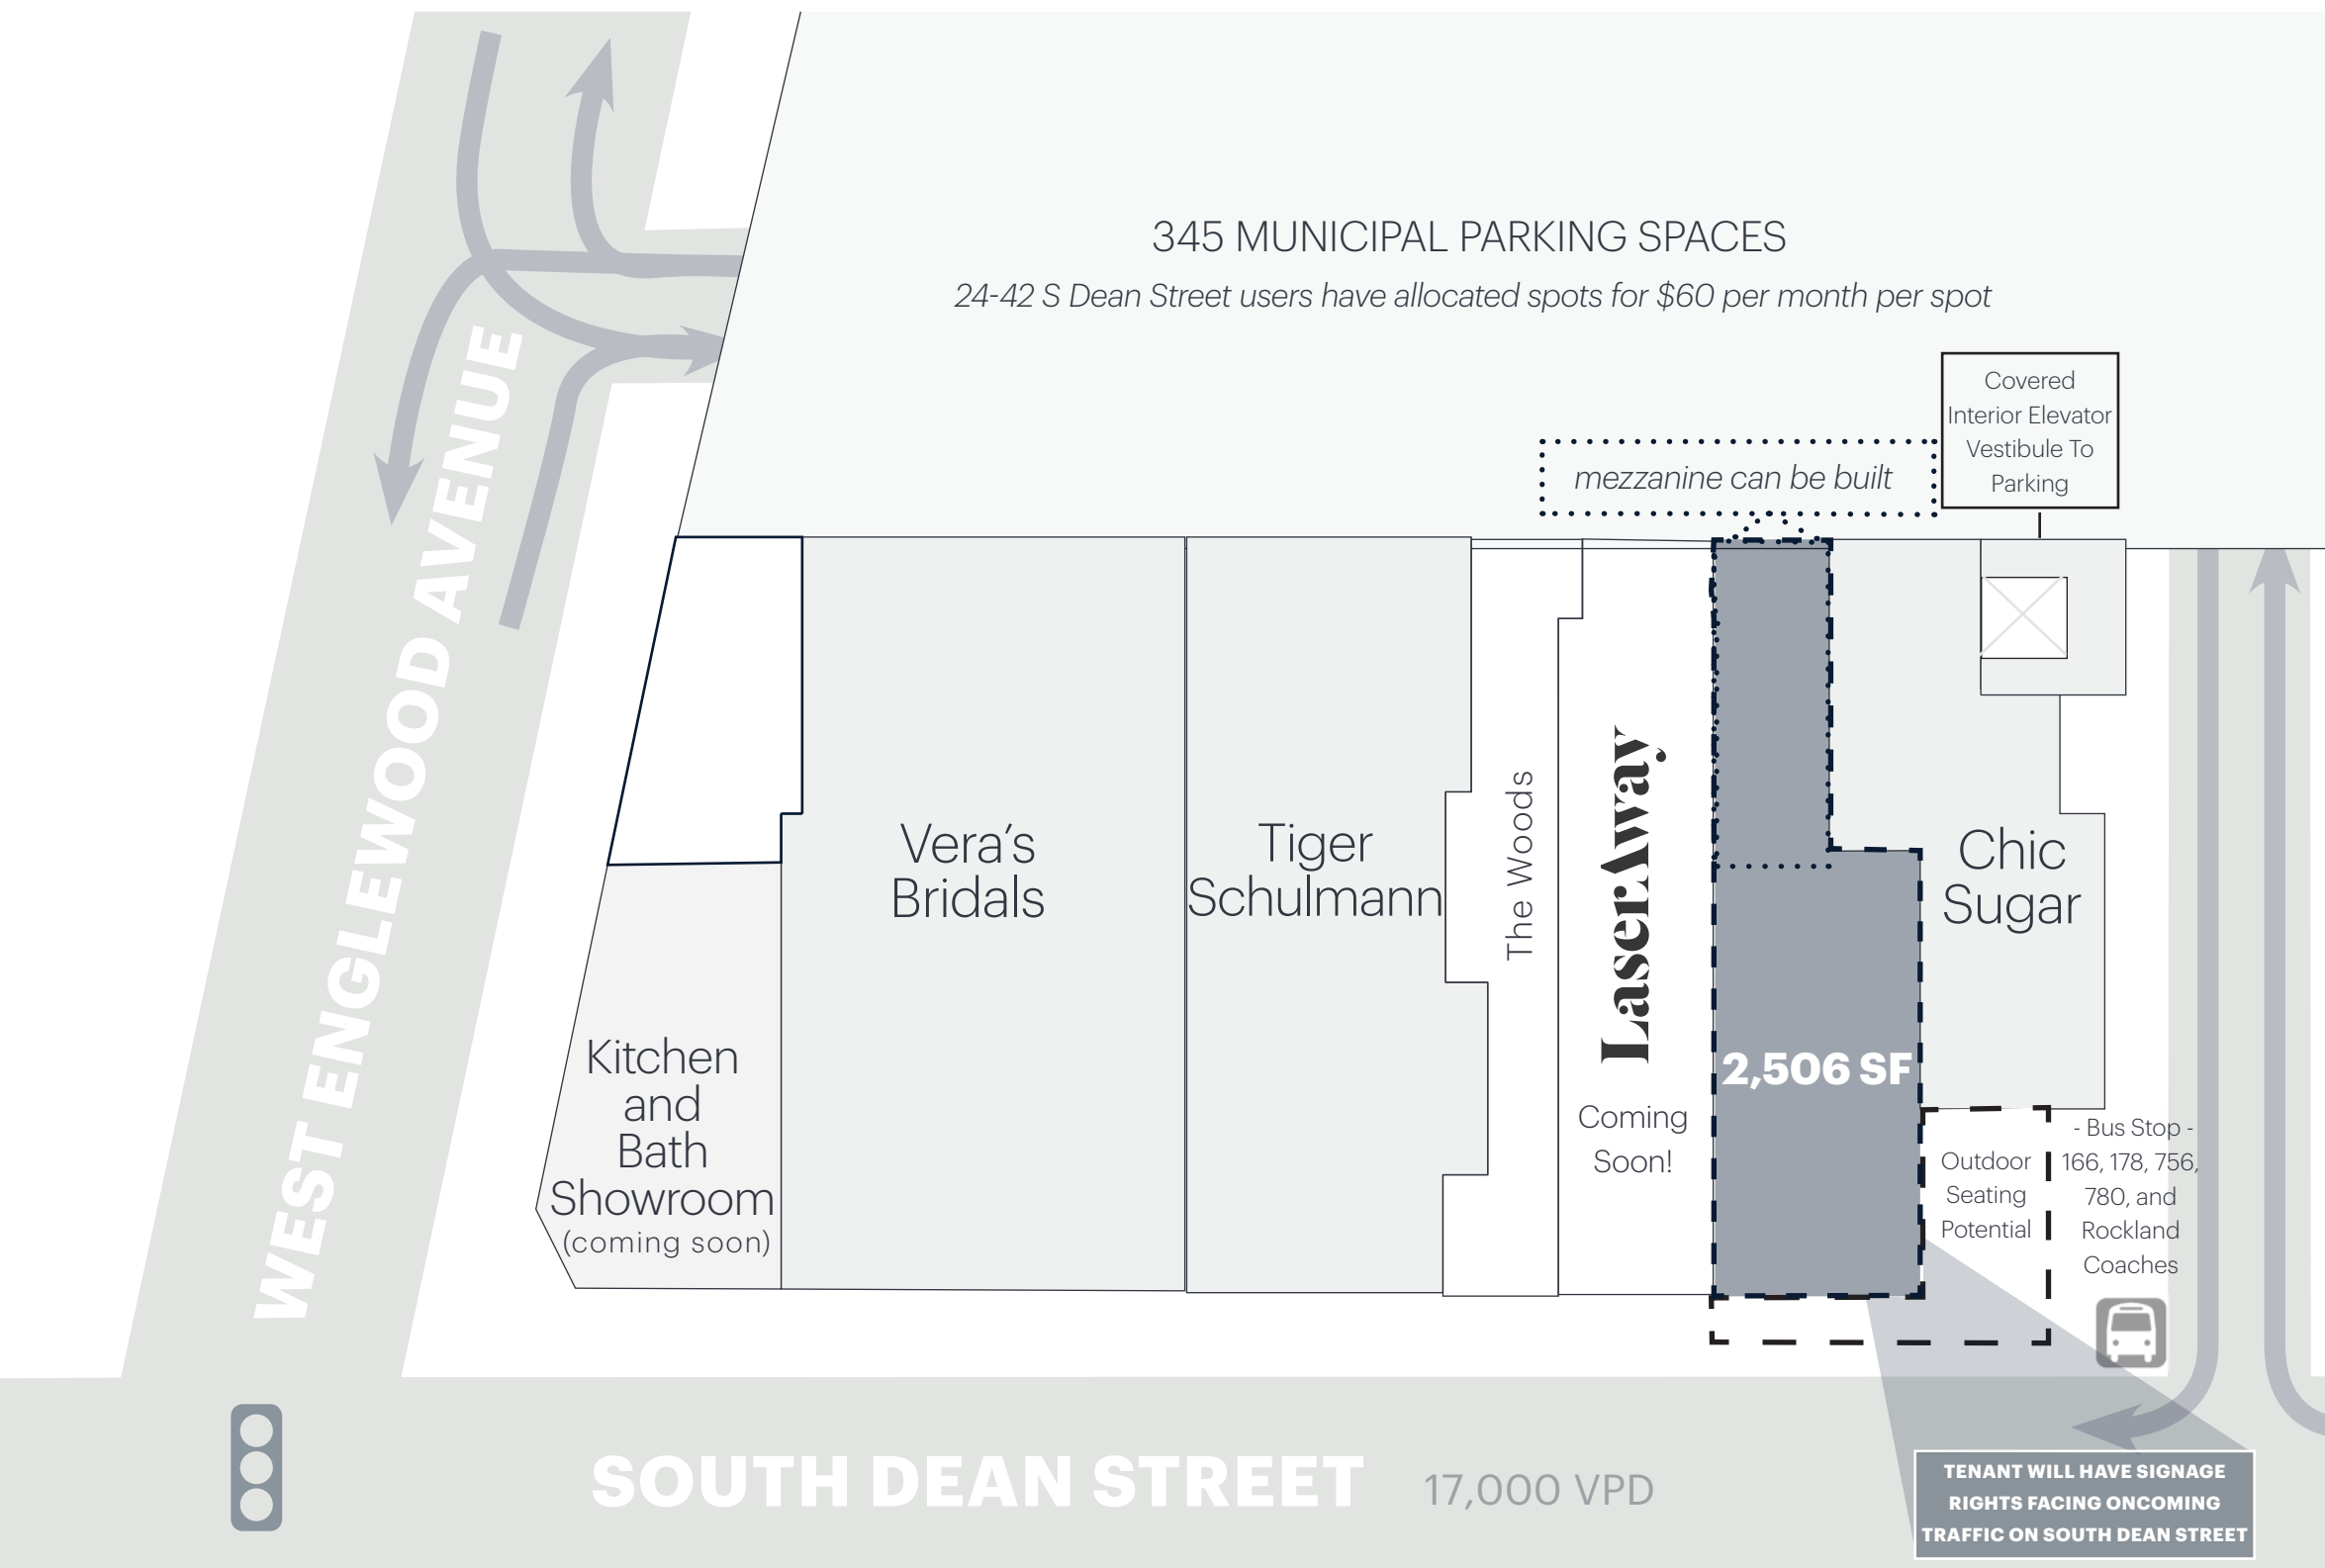 345 MUNICIPAL PARKING SPACES
24-42 S Dean Street users have allocated spots for $60 per month per spot
Covered
Interior Elevator
Vestibule To
Parking
mezzanine can be built
WEST ENGLEWOOD AVENUE
Kitchen
and
Bath
Showroom
(coming soon)
Vera's
Bridals
Tiger
Schulmann
The Woods
LaserAway
Coming
Soon!
2,506 SF
Chic
Sugar
Outdoor
Seating
Potential
- Bus Stop -
166, 178, 756,
780, and
Rockland
Coaches
SOUTH DEAN STREET
17,000 VPD
TENANT WILL HAVE SIGNAGE
RIGHTS FACING ONCOMING
TRAFFIC ON SOUTH DEAN STREET